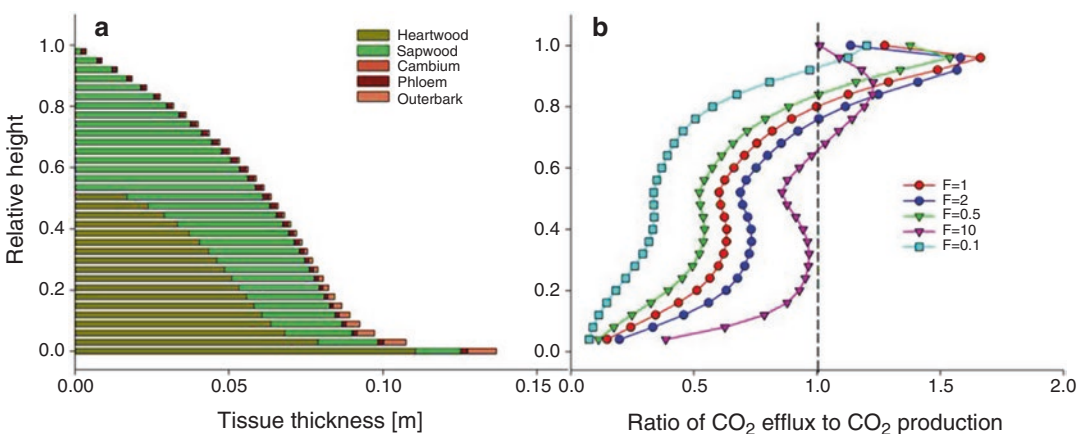 a
Heartwood
Sapwood
Cambium
Phloem
Outerbark
Relative height
1.0
0.8
0.6
0.4
0.2
0.0
0.00
0.05
0.10
0.15
Tissue thickness [m]
b
1.0
0.8
0.6
0.4
0.2
0.0
F=1
F=2
F=0.5
F=10
F=0.1
0.0
0.5
1.0
1.5
2.0
Ratio of CO₂ efflux to CO₂ production